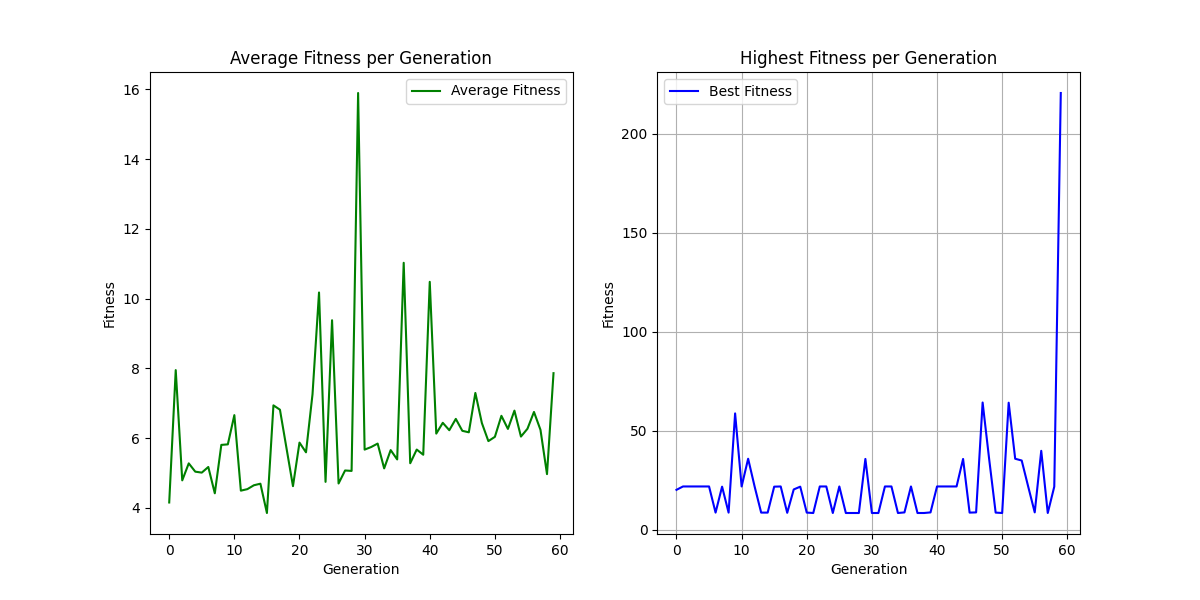 Average Fitness per Generation
Average Fitness
16
14
12
10
8
6
4
Fitness
0 10 20 30 40 50 60
Generation
Highest Fitness per Generation
Best Fitness
200
150
100
50
0
Fitness
0 10 20 30 40 50 60
Generation